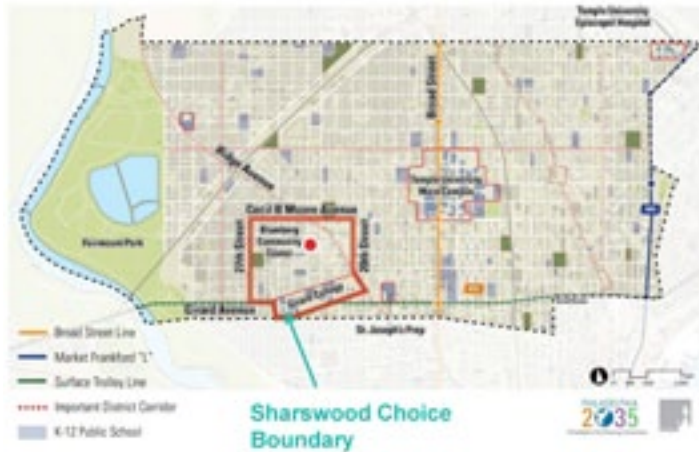 Temple University
Episcopal Hospital
Broad Street
Ridge Avenue
Temple University
Main Campus
Cecil B Moore Avenue
Fairmount Park
27th Street
Blumberg
Community
Center
20th Street
Girard College
Girard Avenue
St. Joseph's Prep
Broad Street Line
Market Frankford "L"
Surface Trolley Line
Important District Corridor
K-12 Public School
Sharswood Choice
Boundary
PHILADELPHIA
2035